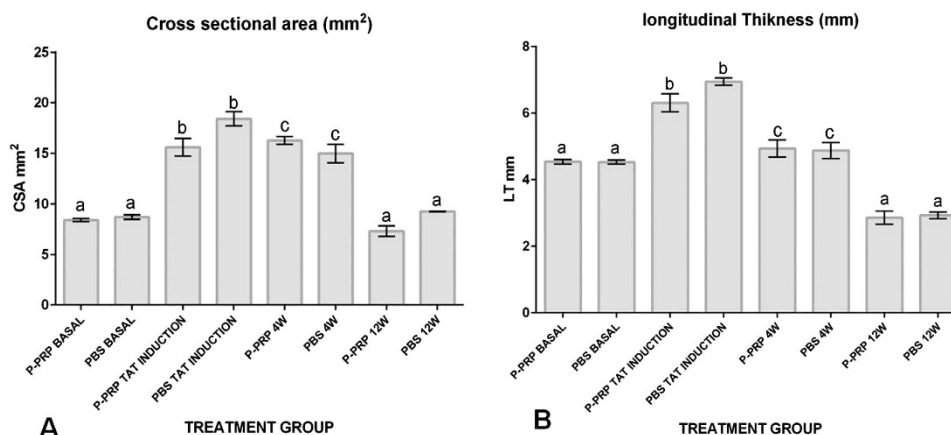 Cross sectional area (mm²)
25
20
15
10
5
0
CSA mm²
a
a
b
b
c
c
a
a
P-PRP BASAL
PBS BASAL
P-PRP TAT INDUCTION
PBS TAT INDUCTION
P-PRP 4W
PBS 4W
P-PRP 12W
PBS 12W
A
TREATMENT GROUP
longitudinal Thikness (mm)
8
6
4
2
0
LT mm
a
a
b
b
c
c
a
a
P-PRP BASAL
PBS BASAL
P-PRP TAT INDUCTION
PBS TAT INDUCTION
P-PRP 4W
PBS 4W
P-PRP 12W
PBS 12W
B
TREATMENT GROUP